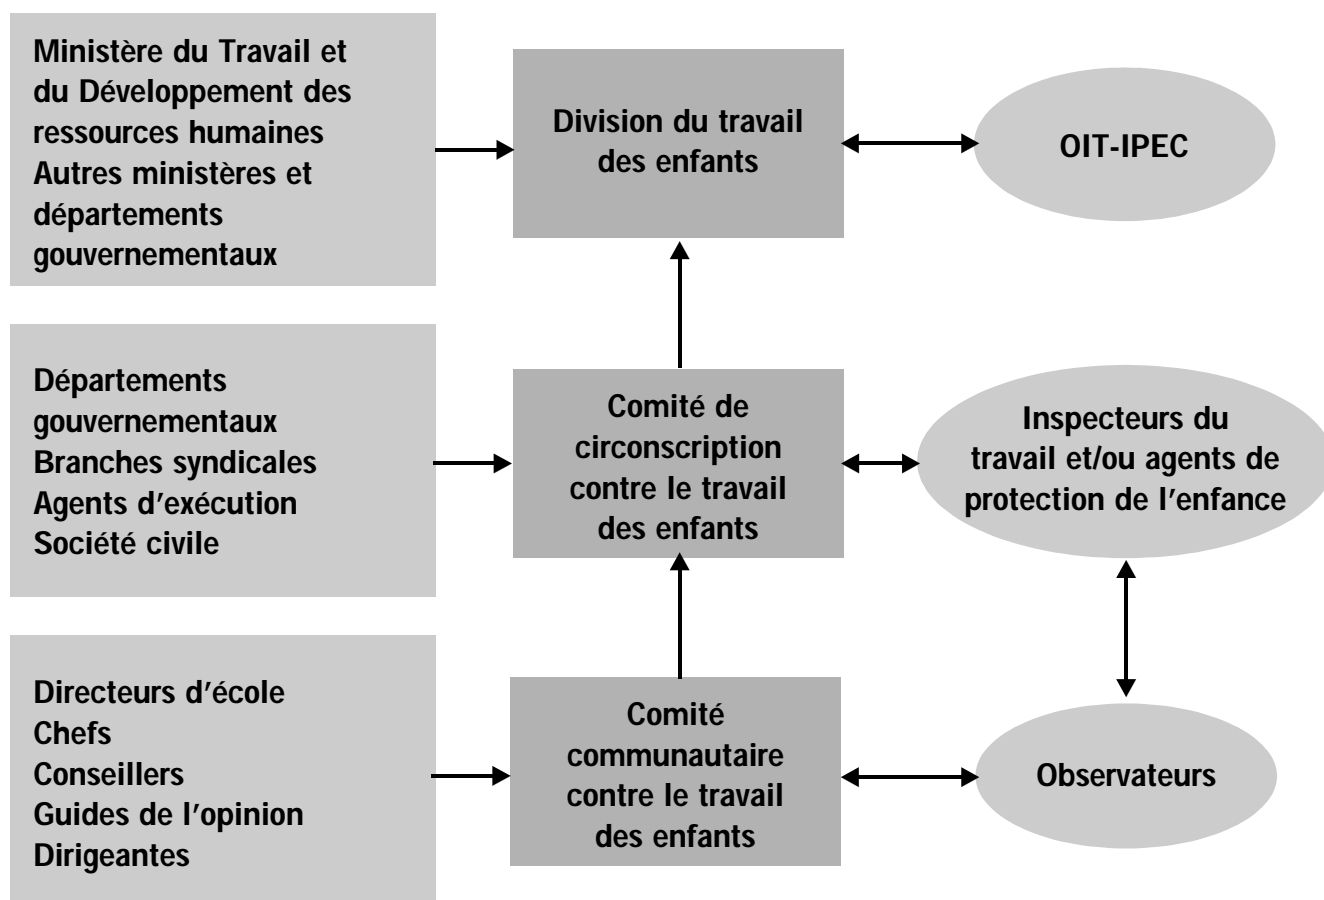 Ministère du Travail et
du Développement des
ressources humaines
Autres ministères et
départements
gouvernementaux
Division du travail
des enfants
OIT-IPEC
Départements
gouvernementaux
Branches syndicales
Agents d'exécution
Société civile
Comité de
circonscription
contre le travail
des enfants
Inspecteurs du
travail et/ou agents de
protection de l'enfance
Directeurs d'école
Chefs
Conseillers
Guides de l'opinion
Dirigeantes
Comité
communautaire
contre le travail
des enfants
Observateurs